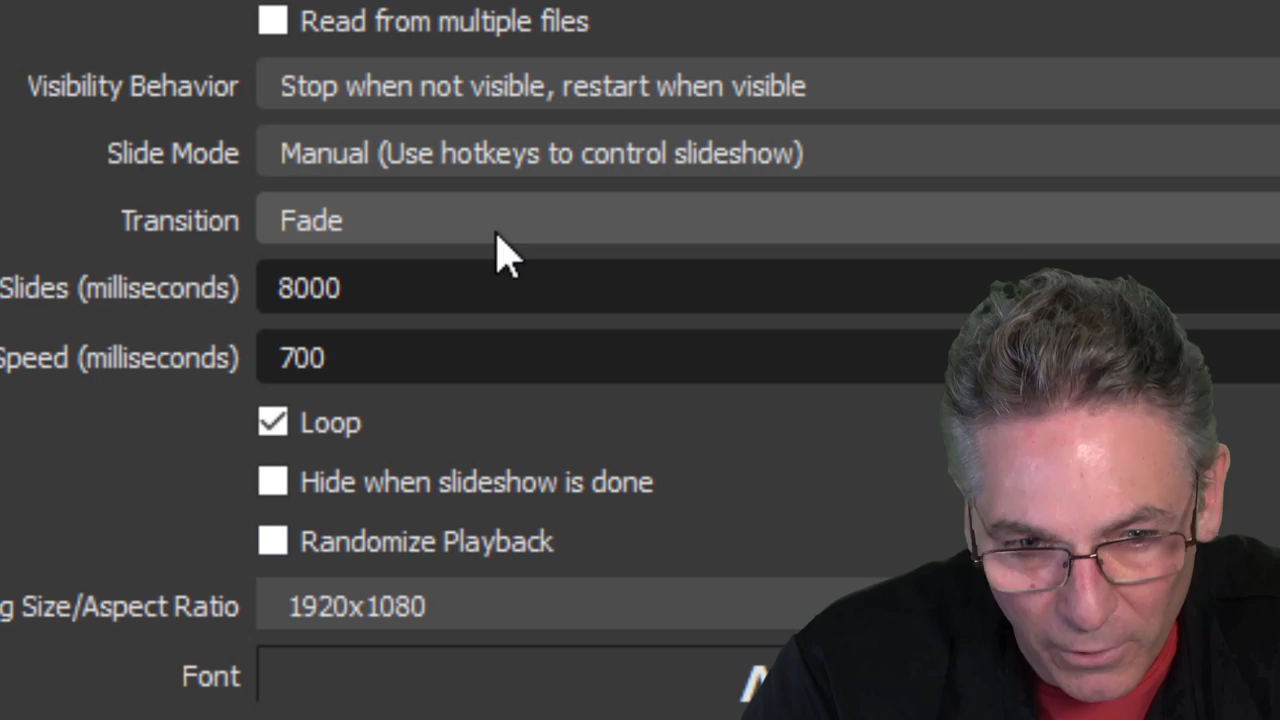 Read from multiple files
Visibility Behavior Stop when not visible, restart when visible
Slide Mode Manual (Use hotkeys to control slideshow)
Transition Fade
Slides (milliseconds) 8000
Speed (milliseconds) 700
Loop
Hide when slideshow is done
Randomize Playback
Size/Aspect Ratio 1920x1080
Font